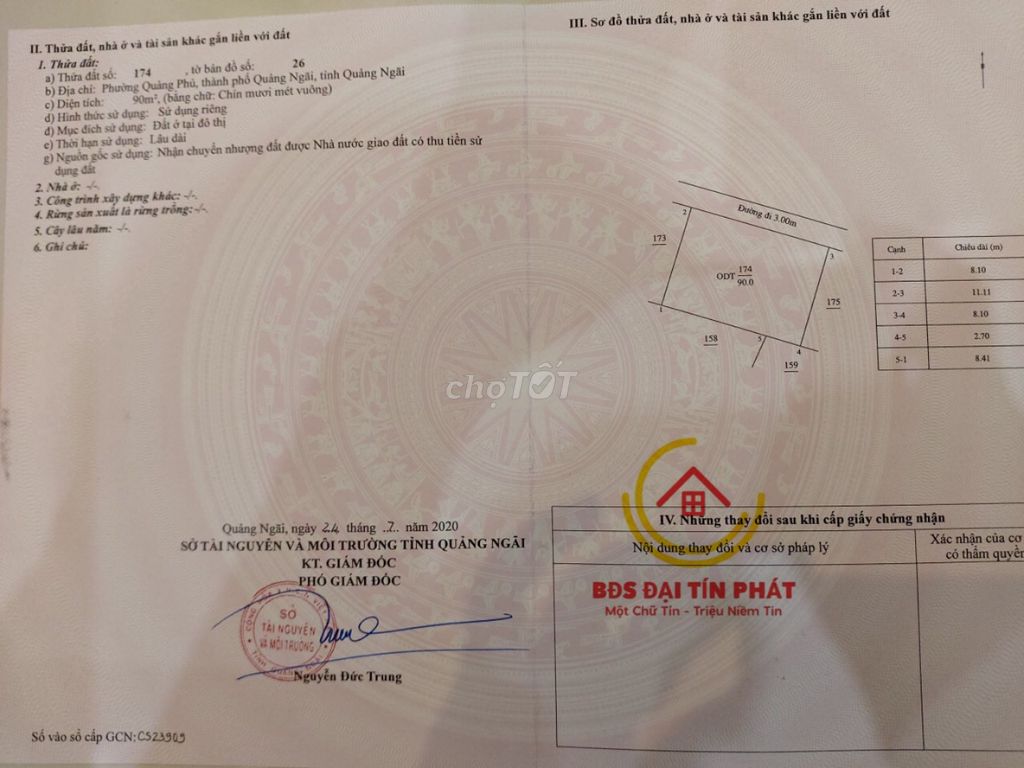 II. Thửa đất, nhà ở và tài sản khác gắn liền với đất
1. Thửa đất:
a) Thửa đất số: 174 , tờ bản đồ số: 26
b) Địa chỉ: Phường Quảng Phú, thành phố Quảng Ngãi, tỉnh Quảng Ngãi
c) Diện tích: 90m², (bằng chữ: Chín mươi mét vuông)
d) Hình thức sử dụng: Sử dụng riêng
đ) Mục đích sử dụng: Đất ở tại đô thị
e) Thời hạn sử dụng: Lâu dài
g) Nguồn gốc sử dụng: Nhận chuyển nhượng đất được Nhà nước giao đất có thu tiền sử
dụng đất
2. Nhà ở: -/-.
3. Công trình xây dựng khác: -/-.
4. Rừng sản xuất là rừng trồng: -/-.
5. Cây lâu năm: -/-.
6. Ghi chú:
Quảng Ngãi, ngày 24 tháng .7. năm 2020
SỞ TÀI NGUYÊN VÀ MÔI TRƯỜNG TỈNH QUẢNG NGÃI
KT. GIÁM ĐỐC
PHÓ GIÁM ĐỐC
SỞ
TÀI NGUYÊN
VÀ MÔI TRƯỜNG
Nguyễn Đức Trung
Số vào sổ cấp GCN: CS23909
III. Sơ đồ thửa đất, nhà ở và tài sản khác gắn liền với đất
Đường đi 3.00m
2
173
3
ODT 174
90.0
175
1
158
5
4
159
Cạnh Chiều dài (m)
1-2 8.10
2-3 11.11
3-4 8.10
4-5 2.70
5-1 8.41
chợTỐT
IV. Những thay đổi sau khi cấp giấy chứng nhận
Nội dung thay đổi và cơ sở pháp lý
Xác nhận của cơ
có thẩm quyền
BĐS ĐẠI TÍN PHÁT
Một Chữ Tín - Triệu Niềm Tin